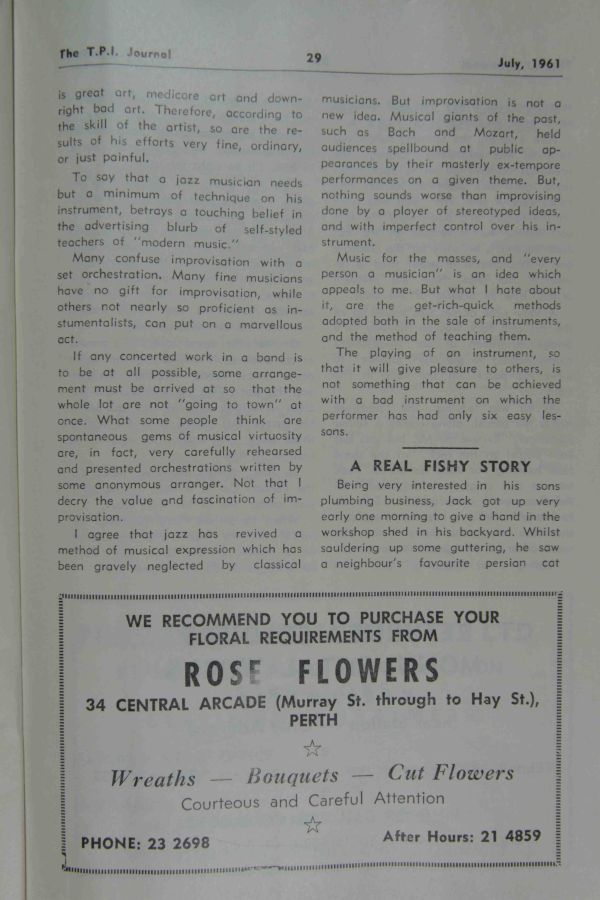 The T.P.I. Journal
29
July, 1961
is great art, medicore art and down-
right bad art. Therefore, according to
the skill of the artist, so are the re-
sults of his efforts very fine, ordinary,
or just painful.
To say that a jazz musician needs
but a minimum of technique on his
instrument, betrays a touching belief in
the advertising blurb of self-styled
teachers of "modern music."
Many confuse improvisation with a
set orchestration. Many fine musicians
have no gift for improvisation, while
others not nearly so proficient as in-
stumentalists, can put on a marvellous
act.
If any concerted work in a band is
to be at all possible, some arrange-
ment must be arrived at so that the
whole lot are not "going to town" at
once. What some people think are
spontaneous gems of musical virtuosity
are, in fact, very carefully rehearsed
and presented orchestrations written by
some anonymous arranger. Not that I
decry the value and fascination of im-
provisation.
I agree that jazz has revived a
method of musical expression which has
been gravely neglected by classical
musicians. But improvisation is not a
new idea. Musical giants of the past,
such as Bach and Mozart, held
audiences spellbound at public ap-
pearances by their masterly ex-tempore
performances on a given theme. But,
nothing sounds worse than improvising
done by a player of stereotyped ideas,
and with imperfect control over his in-
strument.
Music for the masses, and "every
person a musician" is an idea which
appeals to me. But what I hate about
it, are the get-rich-quick methods
adopted both in the sale of instruments,
and the method of teaching them.
The playing of an instrument, so
that it will give pleasure to others, is
not something that can be achieved
with a bad instrument on which the
performer has had only six easy les-
sons.
A REAL FISHY STORY
Being very interested in his sons
plumbing business, Jack got up very
early one morning to give a hand in the
workshop shed in his backyard. Whilst
sauldering up some guttering, he saw
a neighbour's favourite persian cat
WE RECOMMEND YOU TO PURCHASE YOUR
FLORAL REQUIREMENTS FROM
ROSE FLOWERS
34 CENTRAL ARCADE (Murray St. through to Hay St.),
PERTH
Wreaths — Bouquets — Cut Flowers
Courteous and Careful Attention
PHONE: 23 2698
After Hours: 21 4859